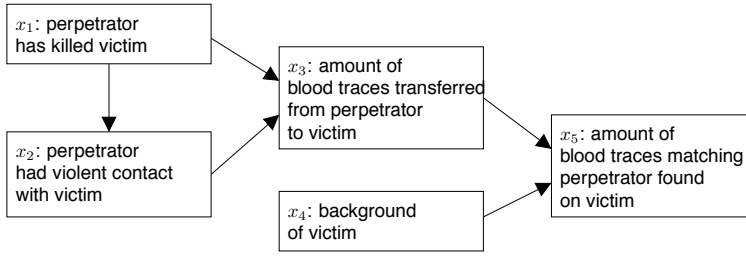 x₁: perpetrator
has killed victim
x₂: perpetrator
had violent contact
with victim
x₃: amount of
blood traces transferred
from perpetrator
to victim
x₄: background
of victim
x₅: amount of
blood traces matching
perpetrator found
on victim